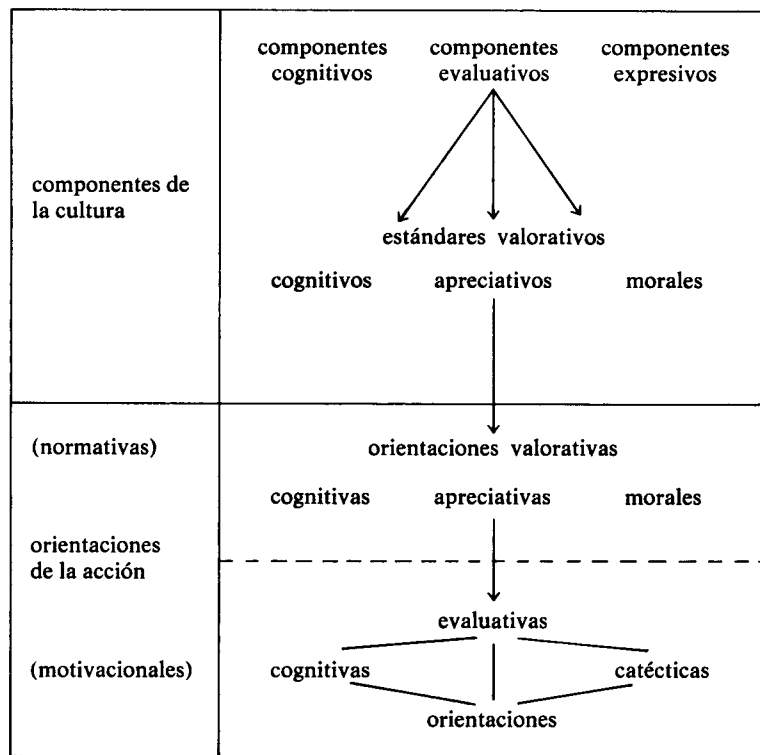 componentes componentes componentes
cognitivos evaluativos expresivos
componentes de
la cultura
estándares valorativos
cognitivos apreciativos morales
(normativas) orientaciones valorativas
cognitivas apreciativas morales
orientaciones
de la acción
evaluativas
(motivacionales) cognitivas catécticas
orientaciones